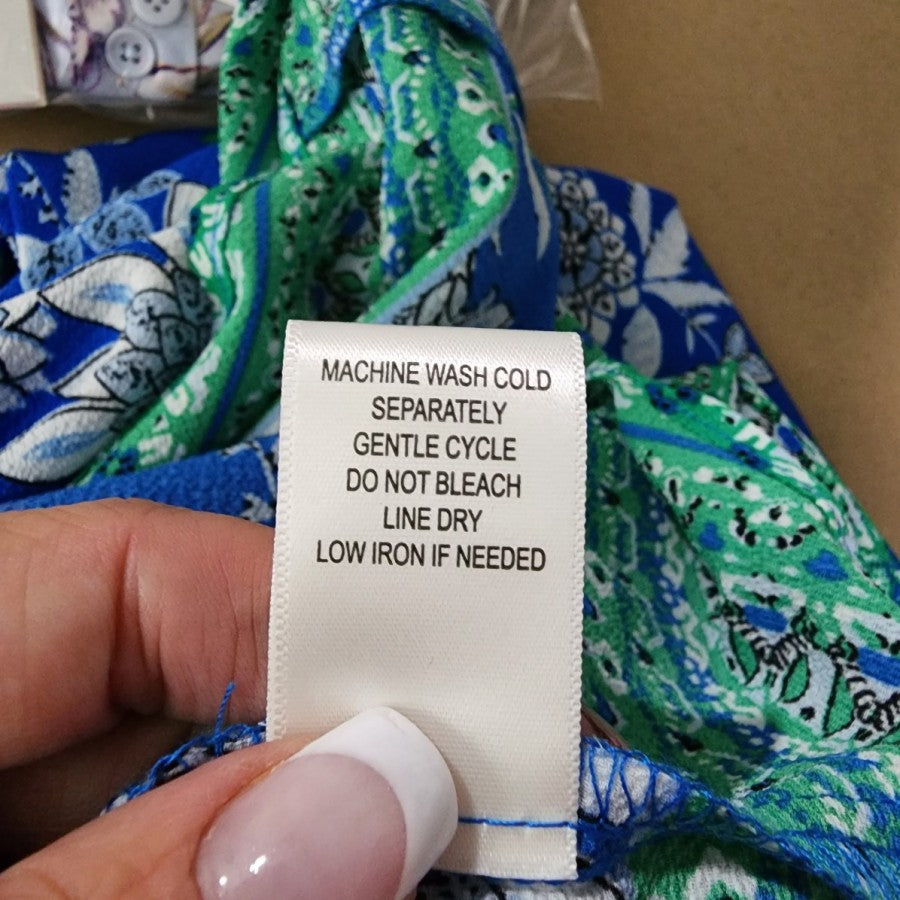 MACHINE WASH COLD
SEPARATELY
GENTLE CYCLE
DO NOT BLEACH
LINE DRY
LOW IRON IF NEEDED